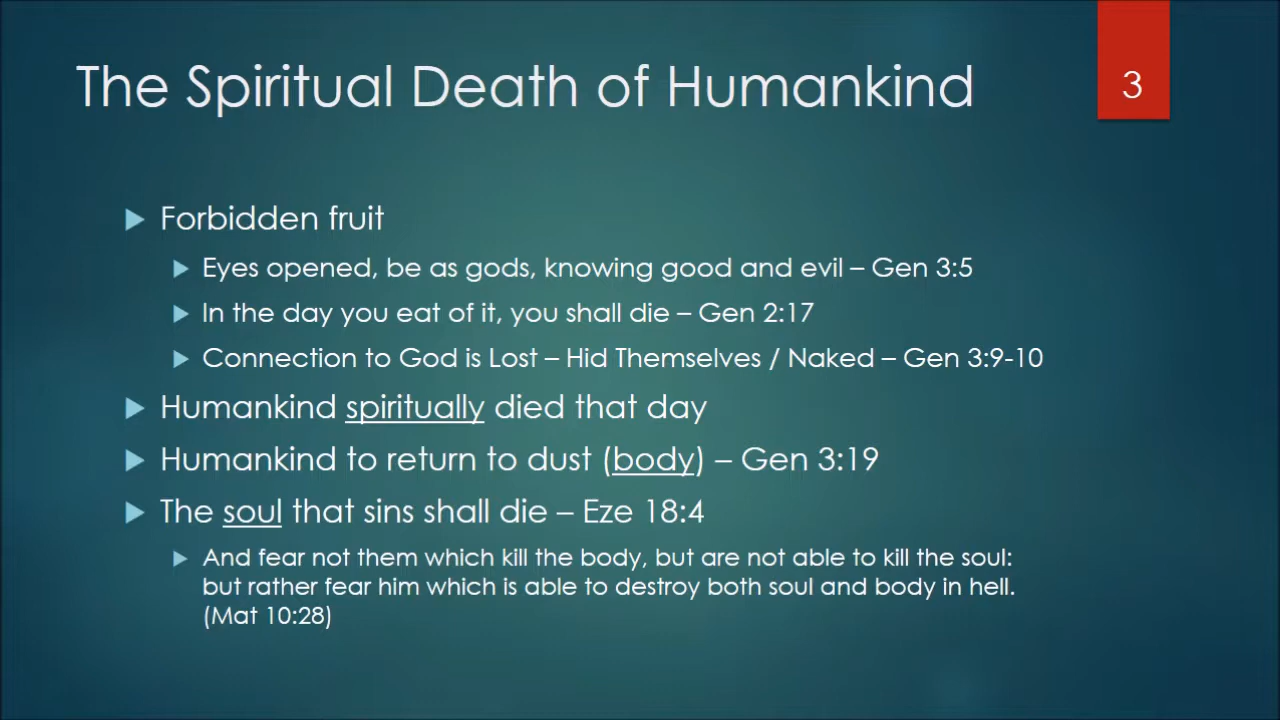 The Spiritual Death of Humankind
3
Forbidden fruit
Eyes opened, be as gods, knowing good and evil – Gen 3:5
In the day you eat of it, you shall die – Gen 2:17
Connection to God is Lost – Hid Themselves / Naked – Gen 3:9-10
Humankind spiritually died that day
Humankind to return to dust (body) – Gen 3:19
The soul that sins shall die – Eze 18:4
And fear not them which kill the body, but are not able to kill the soul:
but rather fear him which is able to destroy both soul and body in hell.
(Mat 10:28)